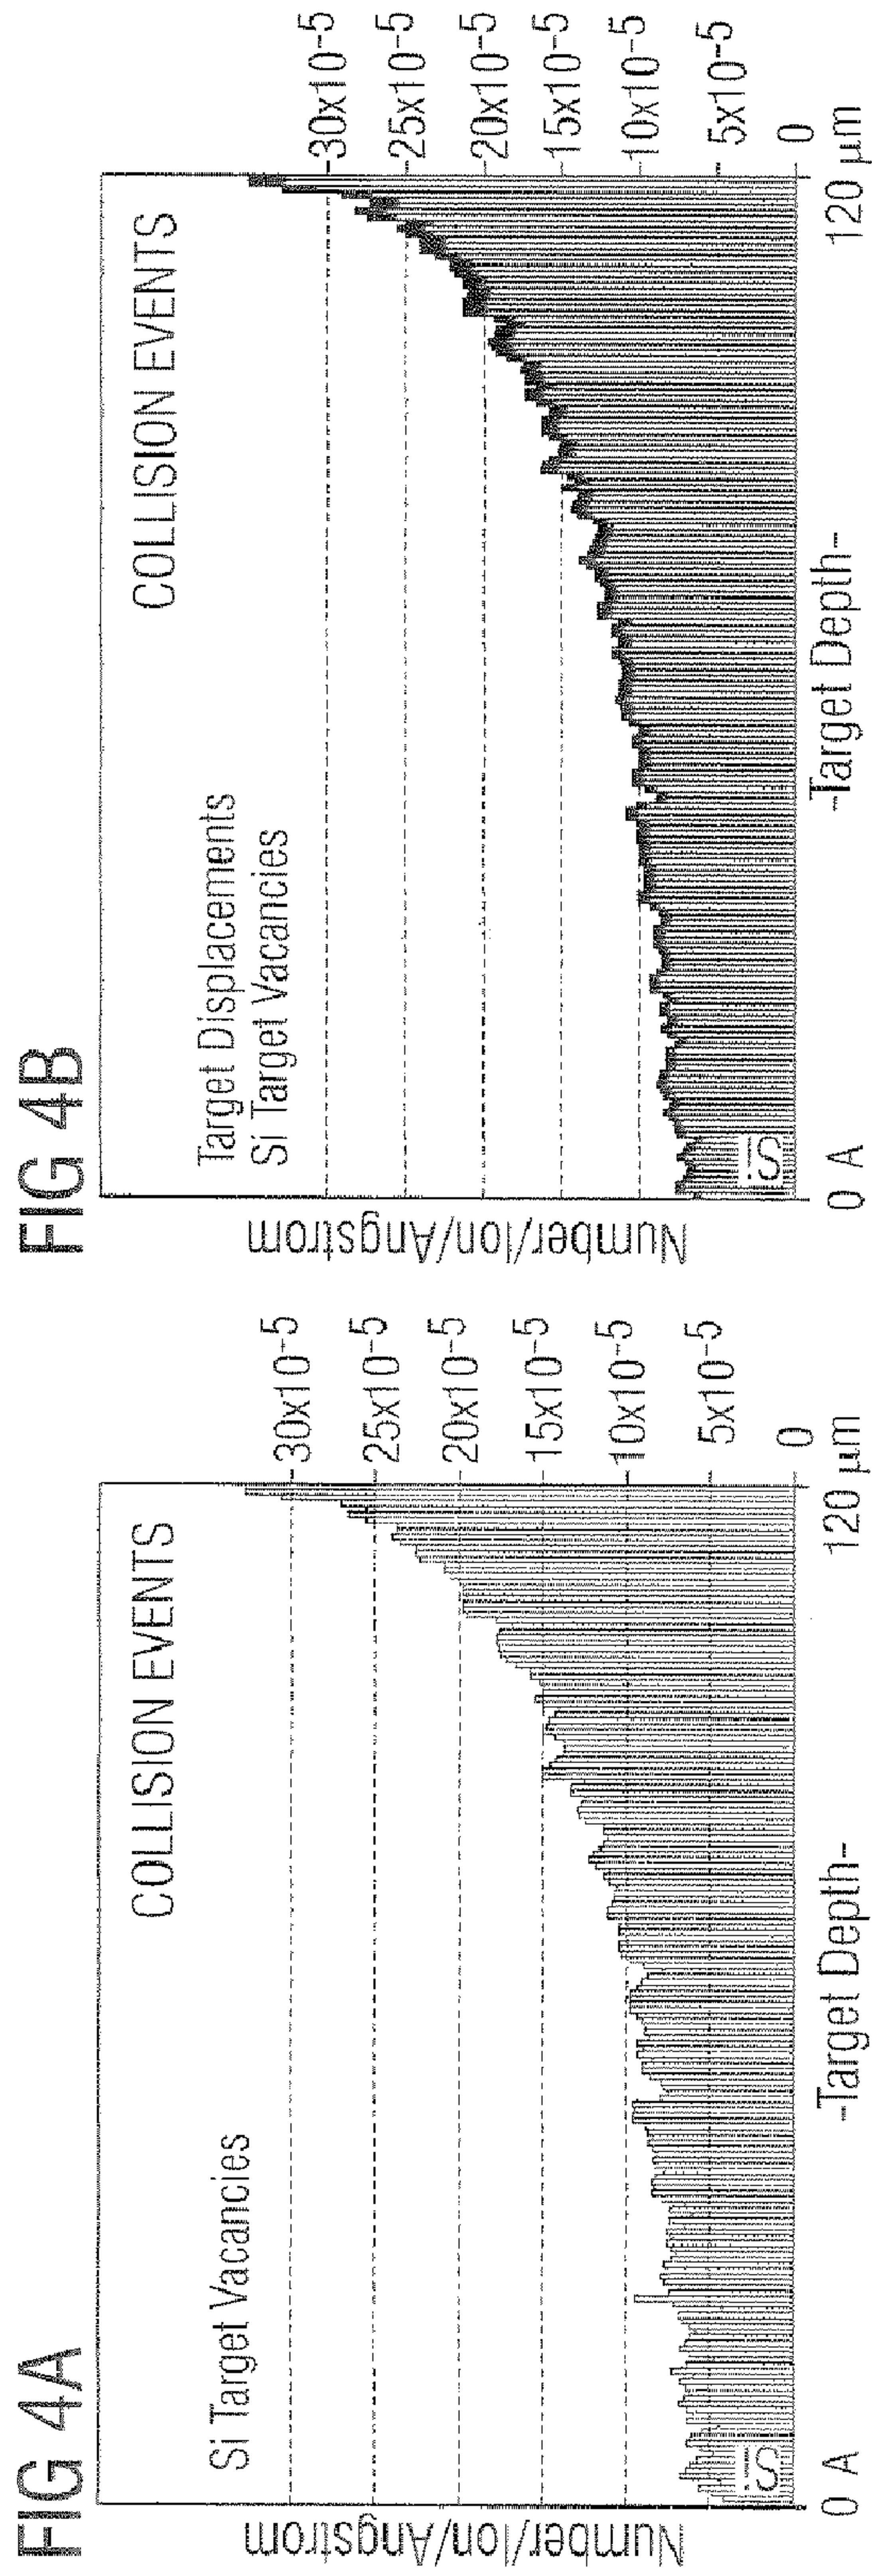 FIG 4A
COLLISION EVENTS
Si Target Vacancies
Number/Ion/Angstrom
30x10-5
25x10-5
20x10-5
15x10-5
10x10-5
5x10-5
0
Si
0 A
-Target Depth-
120 μm
FIG 4B
COLLISION EVENTS
Target Displacements
Si Target Vacancies
Number/Ion/Angstrom
30x10-5
25x10-5
20x10-5
15x10-5
10x10-5
5x10-5
0
Si
0 A
-Target Depth-
120 μm